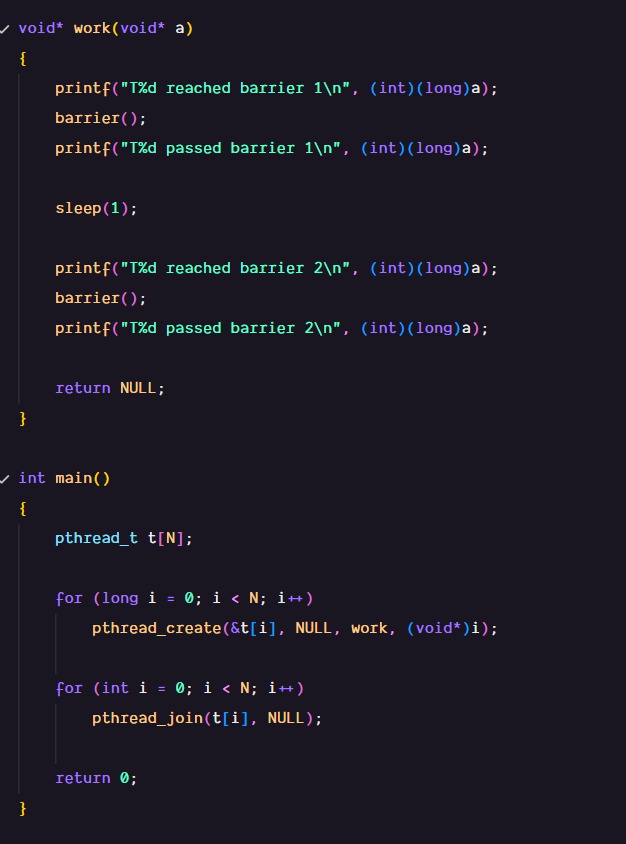 void* work(void* a)
{
    printf("T%d reached barrier 1\n", (int)(long)a);
    barrier();
    printf("T%d passed barrier 1\n", (int)(long)a);

    sleep(1);

    printf("T%d reached barrier 2\n", (int)(long)a);
    barrier();
    printf("T%d passed barrier 2\n", (int)(long)a);

    return NULL;
}

int main()
{
    pthread_t t[N];

    for (long i = 0; i < N; i++)
        pthread_create(&t[i], NULL, work, (void*)i);

    for (int i = 0; i < N; i++)
        pthread_join(t[i], NULL);

    return 0;
}